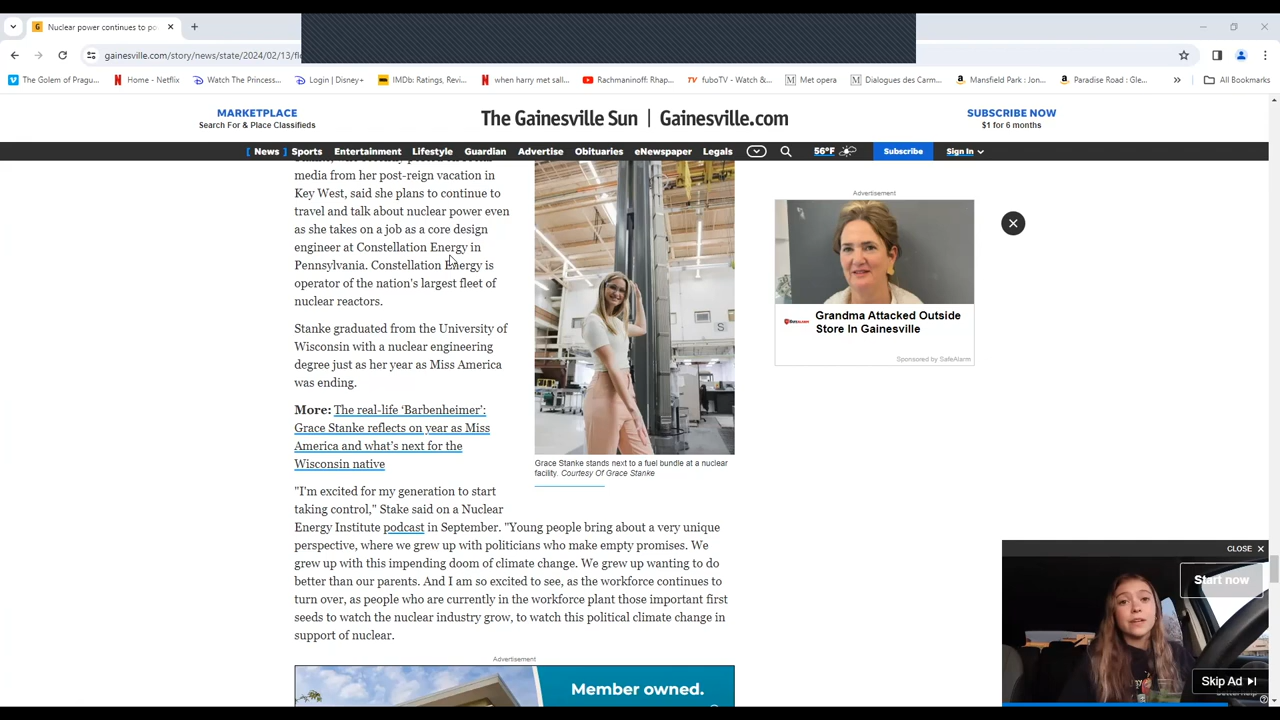 Nuclear power continues to po
gainesville.com/story/news/state/2024/02/13/fl
The Golem of Pragu...
Home - Netflix
Watch The Princess...
Login | Disney+
IMDb: Ratings, Revi...
when harry met sall...
Rachmaninoff: Rhap...
fuboTV - Watch &...
Met opera
Dialogues des Carm...
Mansfield Park : Jon...
Paradise Road : Gle...
All Bookmarks
MARKETPLACE
Search For & Place Classifieds
The Gainesville Sun | Gainesville.com
SUBSCRIBE NOW
$1 for 6 months
[ News ] Sports Entertainment Lifestyle Guardian Advertise Obituaries eNewspaper Legals 56°F Subscribe Sign In
media from her post-reign vacation in
Key West, said she plans to continue to
travel and talk about nuclear power even
as she takes on a job as a core design
engineer at Constellation Energy in
Pennsylvania. Constellation Energy is
operator of the nation's largest fleet of
nuclear reactors.
Stanke graduated from the University of
Wisconsin with a nuclear engineering
degree just as her year as Miss America
was ending.
More: The real-life ‘Barbenheimer’:
Grace Stanke reflects on year as Miss
America and what’s next for the
Wisconsin native
"I'm excited for my generation to start
taking control," Stake said on a Nuclear
Energy Institute podcast in September. "Young people bring about a very unique
perspective, where we grew up with politicians who make empty promises. We
grew up with this impending doom of climate change. We grew up wanting to do
better than our parents. And I am so excited to see, as the workforce continues to
turn over, as people who are currently in the workforce plant those important first
seeds to watch the nuclear industry grow, to watch this political climate change in
support of nuclear.
S
Grace Stanke stands next to a fuel bundle at a nuclear
facility. Courtesy Of Grace Stanke
Advertisement
Member owned.
Advertisement
Grandma Attacked Outside
Store In Gainesville
Sponsored by SafeAlarm
CLOSE X
Start now
Skip Ad